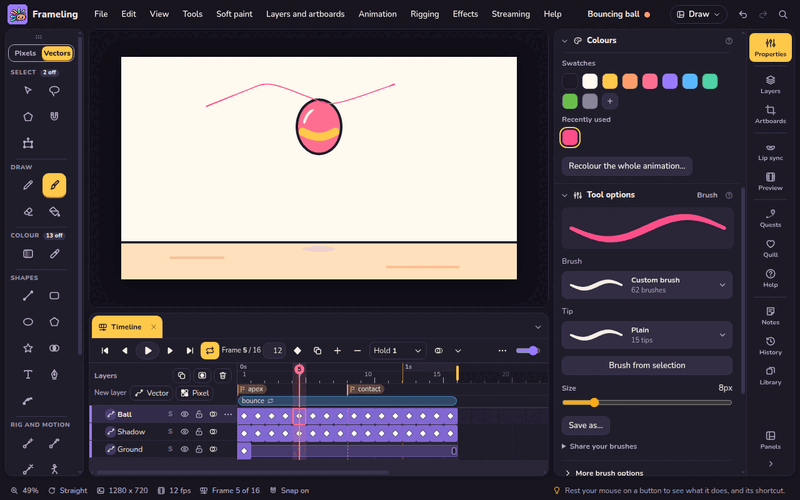 Frameling File Edit View Tools Soft paint Layers and artboards Animation Rigging Effects Streaming Help Bouncing ball Draw
Pixels Vectors
SELECT 2 off
DRAW
COLOUR 13 off
SHAPES
RIG AND MOTION
Timeline
Frame 5 / 16 12 Hold 1
Layers
0s 1s
1 5 10 15 20
New layer Vector Pixel
apex contact
bounce
Ball S
Shadow S
Ground S
Colours
Swatches
Recently used
Recolour the whole animation...
Tool options Brush
Brush
Custom brush
62 brushes
Tip
Plain
15 tips
Brush from selection
Size 8px
Save as...
Share your brushes
More brush options
Properties
Layers
Artboards
Lip sync
Preview
Quests
Quill
Help
Notes
History
Library
Panels
49% Straight 1280 x 720 12 fps Frame 5 of 16 Snap on Rest your mouse on a button to see what it does, and its shortcut.